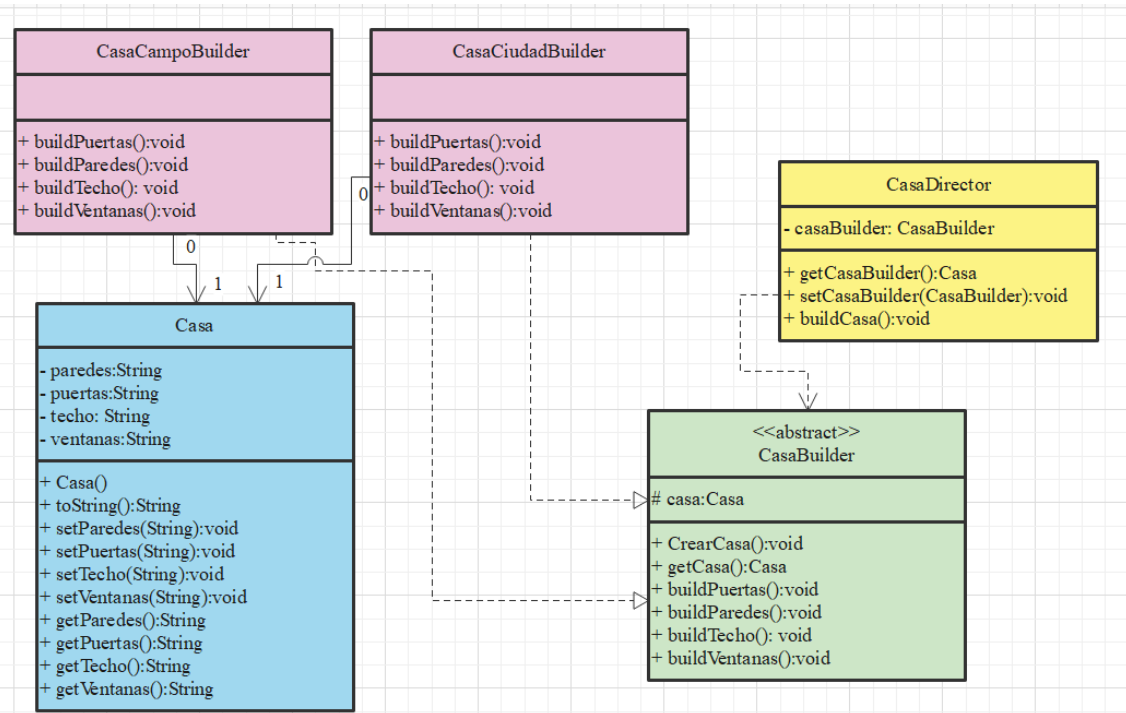 CasaCampoBuilder
+ buildPuertas():void
+ buildParedes():void
+ buildTecho(): void
+ buildVentanas():void
CasaCiudadBuilder
+ buildPuertas():void
+ buildParedes():void
+ buildTecho(): void
+ buildVentanas():void
0
1
0
1
CasaDirector
- casaBuilder: CasaBuilder
+ getCasaBuilder():Casa
+ setCasaBuilder(CasaBuilder):void
+ buildCasa():void
Casa
- paredes:String
- puertas:String
- techo: String
- ventanas:String
+ Casa()
+ toString():String
+ setParedes(String):void
+ setPuertas(String):void
+ setTecho(String):void
+ setVentanas(String):void
+ getParedes():String
+ getPuertas():String
+ getTecho():String
+ getVentanas():String
<<abstract>>
CasaBuilder
# casa:Casa
+ CrearCasa():void
+ getCasa():Casa
+ buildPuertas():void
+ buildParedes():void
+ buildTecho(): void
+ buildVentanas():void